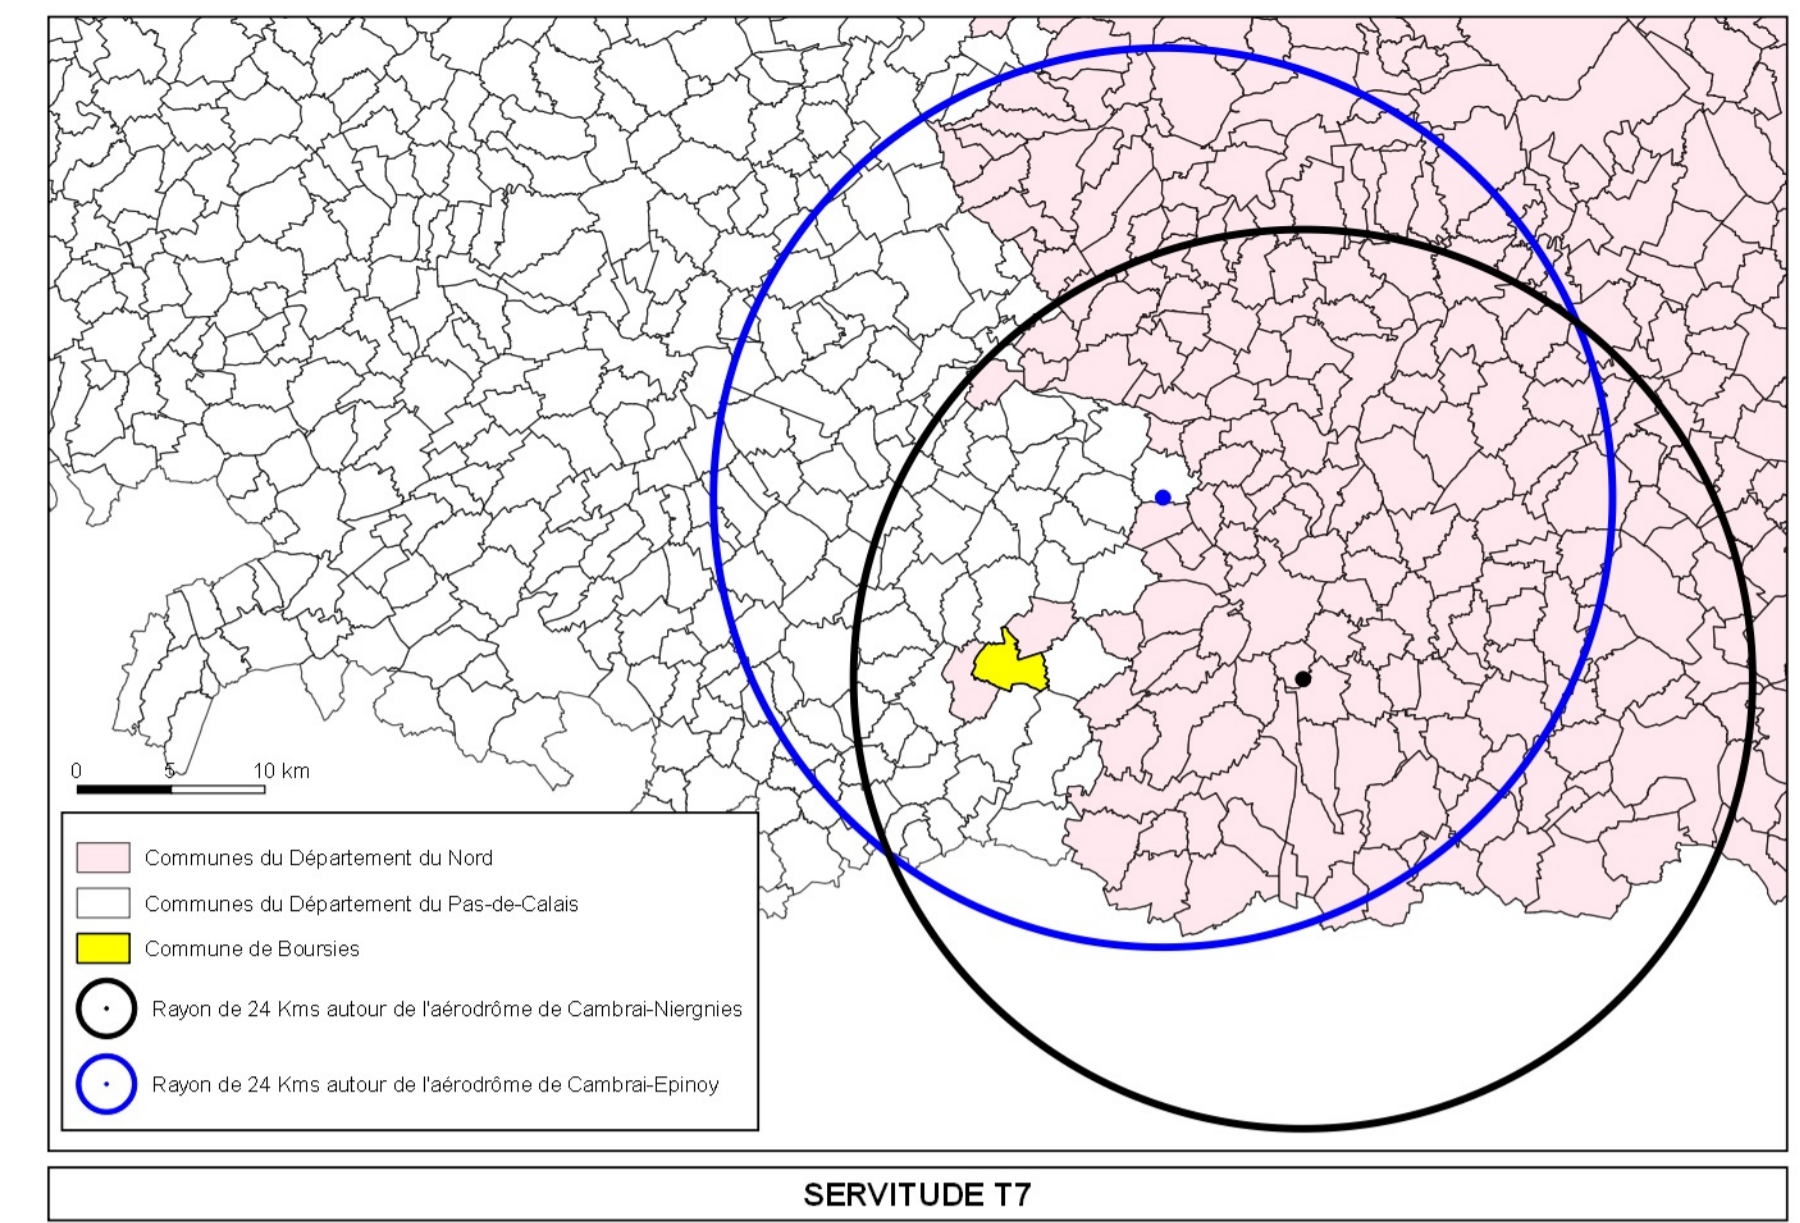 0 5 10 km
Communes du Département du Nord
Communes du Département du Pas-de-Calais
Commune de Boursies
Rayon de 24 Kms autour de l'aérodrôme de Cambrai-Niergnies
Rayon de 24 Kms autour de l'aérodrôme de Cambrai-Epinoy
SERVITUDE T7